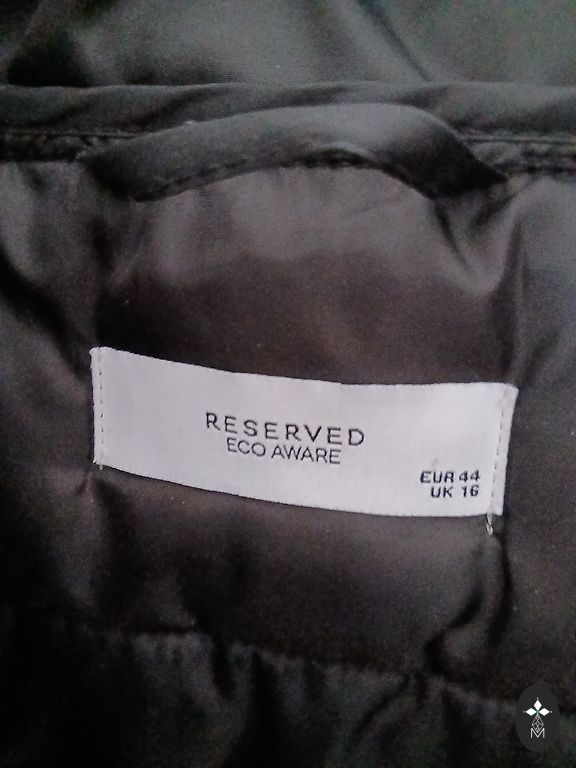 RESERVED
ECO AWARE
EUR 44
UK 16
M